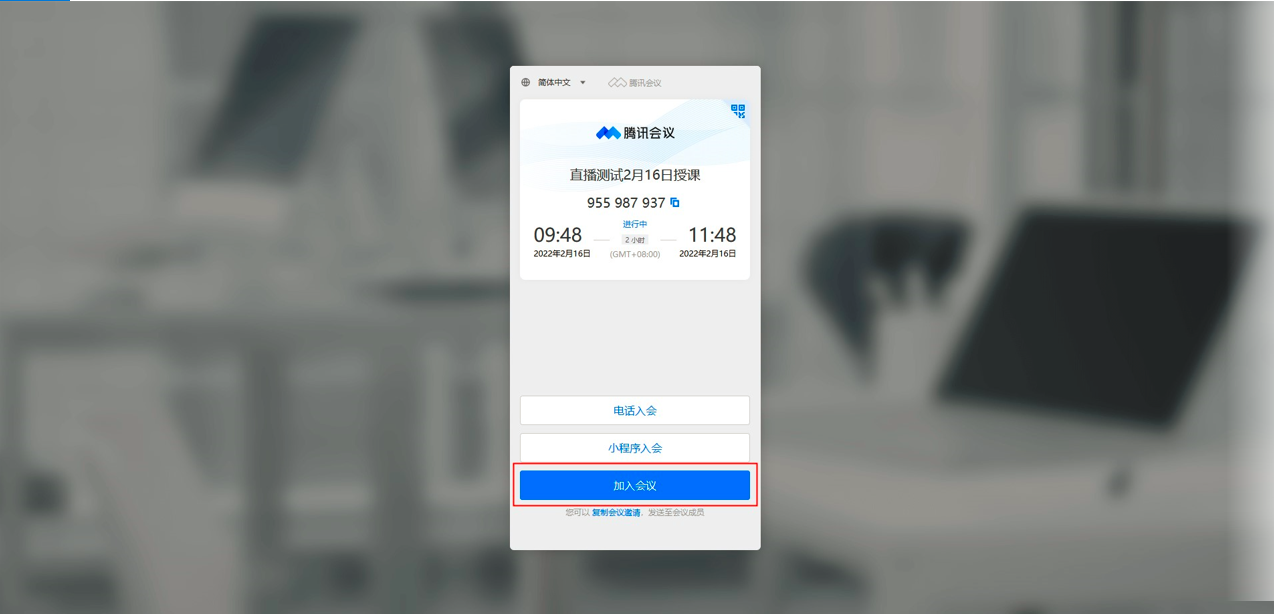 简体中文 腾讯会议
腾讯会议
直播测试2月16日授课
955 987 937
进行中
09:48 2小时 11:48
2022年2月16日 (GMT+08:00) 2022年2月16日
电话入会
小程序入会
加入会议
您可以 复制会议邀请，发送至会议成员